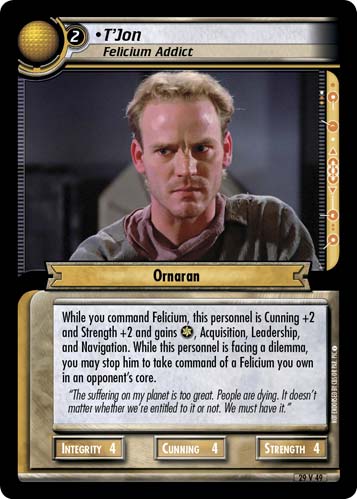 2
•T'Jon
Felicium Addict
Ornaran
While you command Felicium, this personnel is Cunning +2
and Strength +2 and gains , Acquisition, Leadership,
and Navigation. While this personnel is facing a dilemma,
you may stop him to take command of a Felicium you own
in an opponent's core.
"The suffering on my planet is too great. People are dying. It doesn't
matter whether we're entitled to it or not. We must have it."
INTEGRITY 4
CUNNING 4
STRENGTH 4
29 V 49